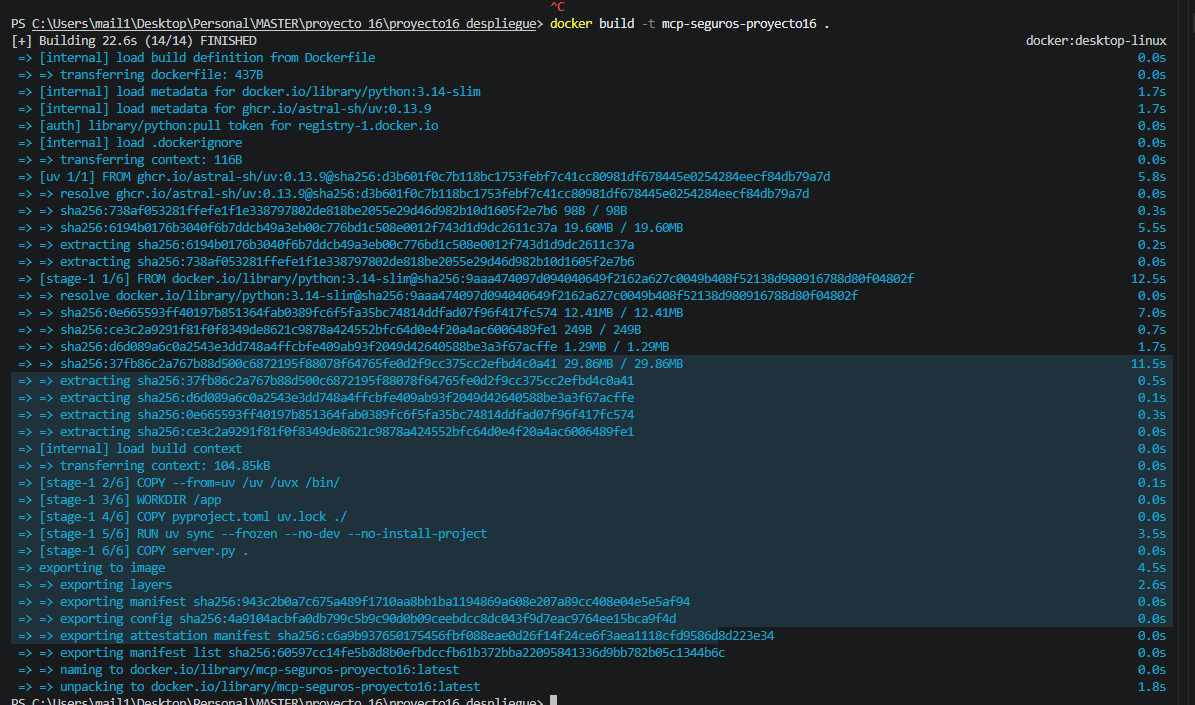 ^C
PS C:\Users\mail1\Desktop\Personal\MASTER\proyecto 16\proyecto16 despliegue> docker build -t mcp-seguros-proyecto16 .
[+] Building 22.6s (14/14) FINISHED docker:desktop-linux
=> [internal] load build definition from Dockerfile 0.0s
=> => transferring dockerfile: 437B 0.0s
=> [internal] load metadata for docker.io/library/python:3.14-slim 1.7s
=> [internal] load metadata for ghcr.io/astral-sh/uv:0.13.9 1.7s
=> [auth] library/python:pull token for registry-1.docker.io 0.0s
=> [internal] load .dockerignore 0.0s
=> => transferring context: 116B 0.0s
=> [uv 1/1] FROM ghcr.io/astral-sh/uv:0.13.9@sha256:d3b601f0c7b118bc1753febf7c41cc80981df678445e0254284eecf84db79a7d 5.8s
=> => resolve ghcr.io/astral-sh/uv:0.13.9@sha256:d3b601f0c7b118bc1753febf7c41cc80981df678445e0254284eecf84db79a7d 0.0s
=> => sha256:738af053281ffefe1f1e338797802de818be2055e29d46d982b10d1605f2e7b6 98B / 98B 0.3s
=> => sha256:6194b0176b3040f6b7ddcb49a3eb00c776bd1c508e0012f743d1d9dc2611c37a 19.60MB / 19.60MB 5.5s
=> => extracting sha256:6194b0176b3040f6b7ddcb49a3eb00c776bd1c508e0012f743d1d9dc2611c37a 0.2s
=> => extracting sha256:738af053281ffefe1f1e338797802de818be2055e29d46d982b10d1605f2e7b6 0.0s
=> [stage-1 1/6] FROM docker.io/library/python:3.14-slim@sha256:9aaa474097d094040649f2162a627c0049b408f52138d980916788d80f04802f 12.5s
=> => resolve docker.io/library/python:3.14-slim@sha256:9aaa474097d094040649f2162a627c0049b408f52138d980916788d80f04802f 0.0s
=> => sha256:0e665593ff40197b851364fab0389fc6f5fa35bc74814ddfad07f96f417fc574 12.41MB / 12.41MB 7.0s
=> => sha256:ce3c2a9291f81f0f8349de8621c9878a424552bfc64d0e4f20a4ac6006489fe1 249B / 249B 0.7s
=> => sha256:d6d089a6c0a2543e3dd748a4ffcbfe409ab93f2049d42640588be3a3f67acffe 1.29MB / 1.29MB 1.7s
=> => sha256:37fb86c2a767b88d500c6872195f88078f64765fe0d2f9cc375cc2efbd4c0a41 29.86MB / 29.86MB 11.5s
=> => extracting sha256:37fb86c2a767b88d500c6872195f88078f64765fe0d2f9cc375cc2efbd4c0a41 0.5s
=> => extracting sha256:d6d089a6c0a2543e3dd748a4ffcbfe409ab93f2049d42640588be3a3f67acffe 0.1s
=> => extracting sha256:0e665593ff40197b851364fab0389fc6f5fa35bc74814ddfad07f96f417fc574 0.3s
=> => extracting sha256:ce3c2a9291f81f0f8349de8621c9878a424552bfc64d0e4f20a4ac6006489fe1 0.0s
=> [internal] load build context 0.0s
=> => transferring context: 104.85kB 0.0s
=> [stage-1 2/6] COPY --from=uv /uv /uvx /bin/ 0.1s
=> [stage-1 3/6] WORKDIR /app 0.0s
=> [stage-1 4/6] COPY pyproject.toml uv.lock ./ 0.0s
=> [stage-1 5/6] RUN uv sync --frozen --no-dev --no-install-project 3.5s
=> [stage-1 6/6] COPY server.py . 0.0s
=> exporting to image 4.5s
=> => exporting layers 2.6s
=> => exporting manifest sha256:943c2b0a7c675a489f1710aa8bb1ba1194869a608e207a89cc408e04e5e5af94 0.0s
=> => exporting config sha256:4a9104acbfa0db799c5b9c90d0b09ceebdcc8dc043f9d7eac9764ee15bca9f4d 0.0s
=> => exporting attestation manifest sha256:c6a9b937650175456fbf088eae0d26f14f24ce6f3aea1118cfd9586d8d223e34 0.0s
=> => exporting manifest list sha256:60597cc14fe5b8d8b0efbdccfb61b372bba22095841336d9bb782b05c1344b6c 0.0s
=> => naming to docker.io/library/mcp-seguros-proyecto16:latest 0.0s
=> => unpacking to docker.io/library/mcp-seguros-proyecto16:latest 1.8s
PS C:\Users\mail1\Desktop\Personal\MASTER\proyecto 16\proyecto16 despliegue>